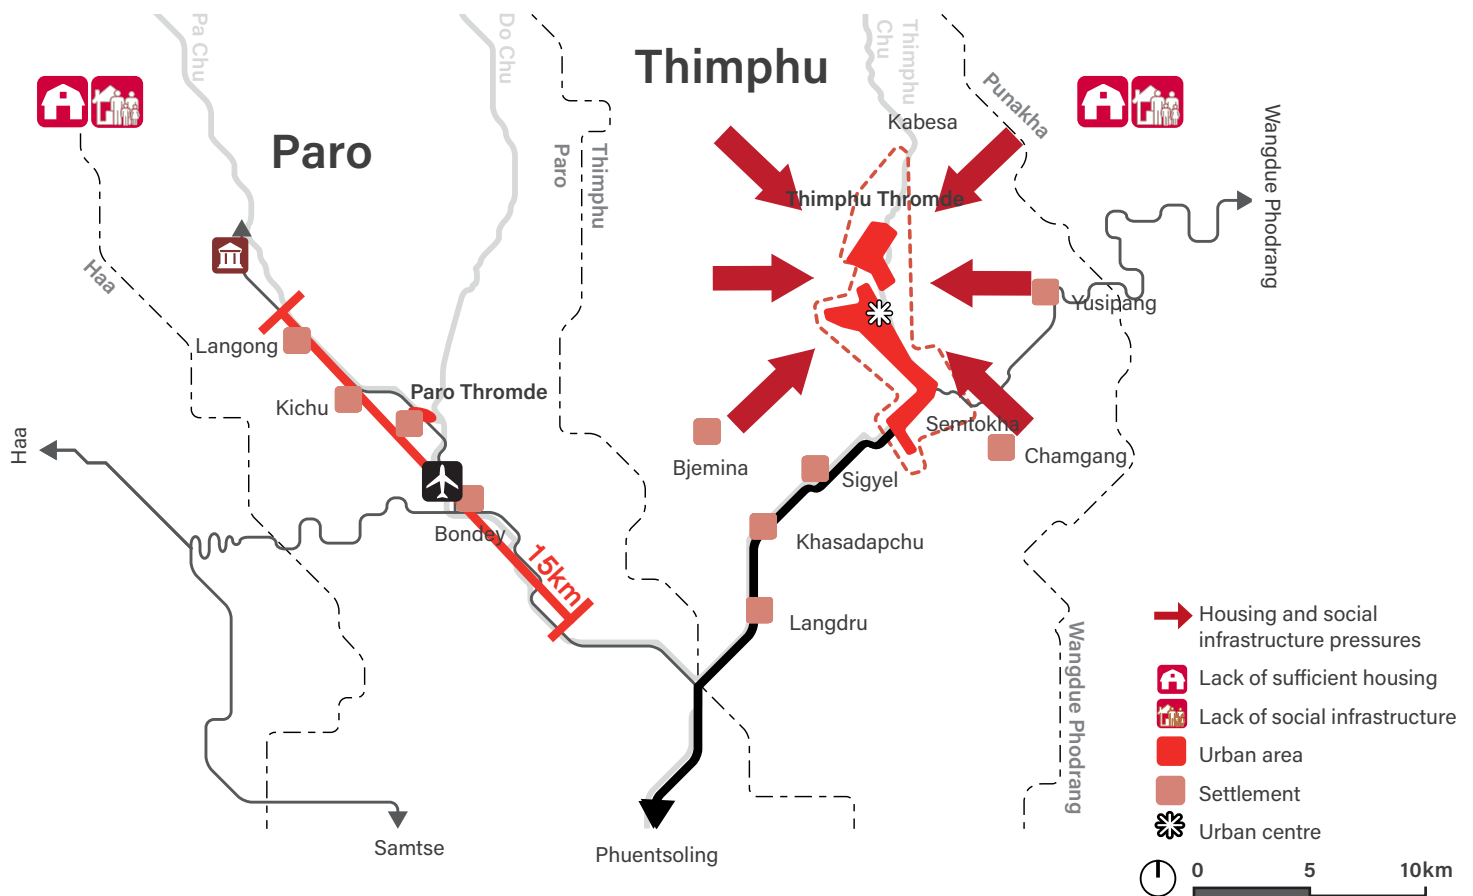 Pa Chu
Do Chu
Thimphu
Thimphu
Chu
Kabesa
Punakha
Wangdue Phodrang
Paro
Paro
Thimphu
Thimphu Thromde
Haa
Yusipang
Langong
Kichu
Paro Thromde
Semtokha
Haa
Bjemina
Chamgang
Sigyel
Bondey
Khasadapchu
15km
Langdru
Wangdue Phodrang
Samtse
Phuentsoling
Housing and social
infrastructure pressures
Lack of sufficient housing
Lack of social infrastructure
Urban area
Settlement
Urban centre
0 5 10km